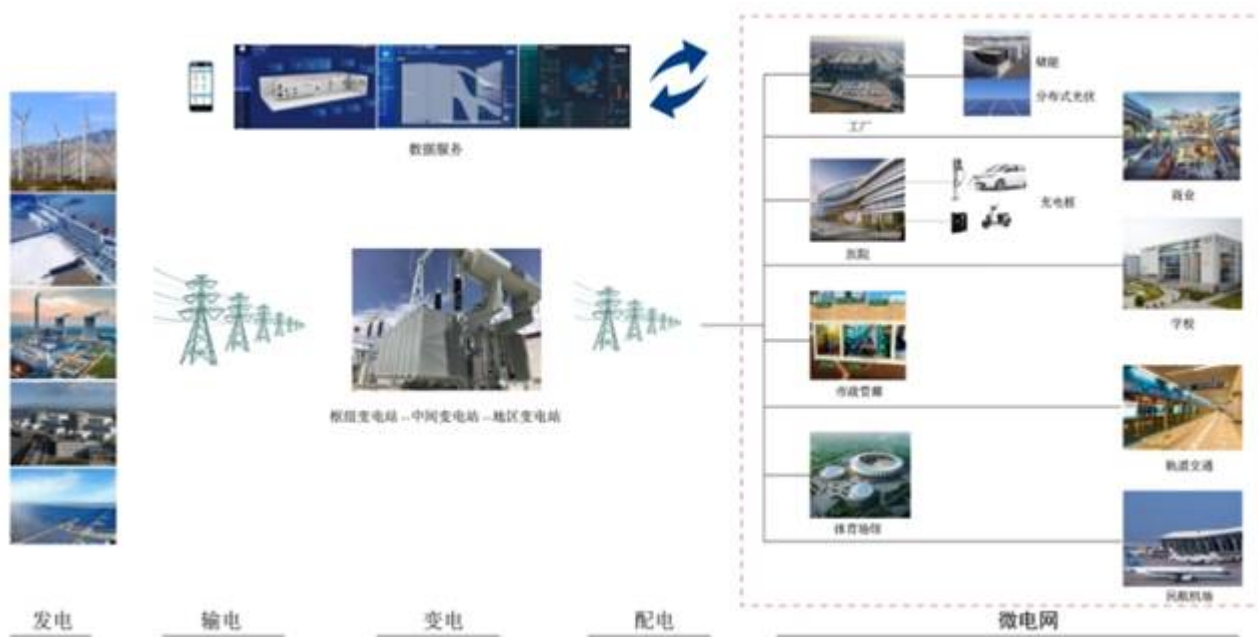 数据服务
储能
分布式光伏
工厂
商业
充电桩
医院
学校
枢纽变电站--中间变电站--地区变电站
市政管廊
轨道交通
体育场馆
民航机场
发电
输电
变电
配电
微电网